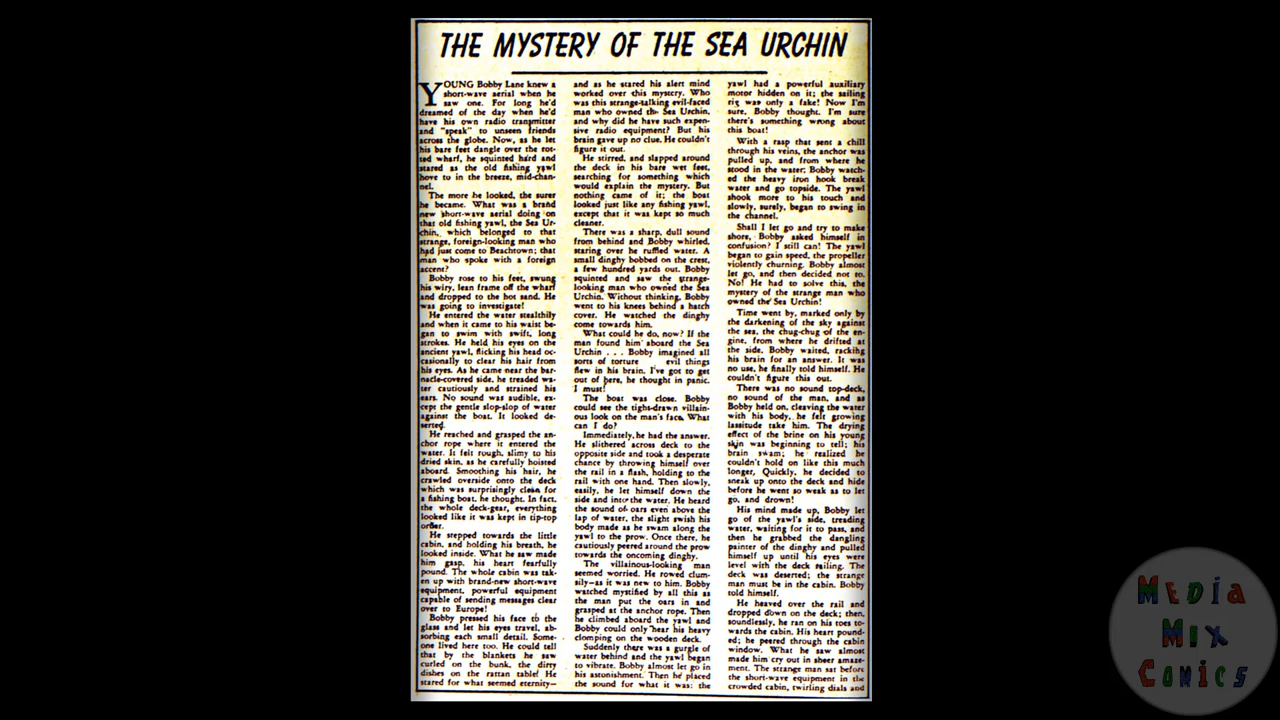 THE MYSTERY OF THE SEA URCHIN
YOUNG Bobby Lane knew a
short-wave aerial when he
saw one. For long he'd
dreamed of the day when he'd
have his own radio transmitter
and "speak" to unseen friends
across the globe. Now, as he let
his bare feet dangle over the rot-
ted wharf, he squinted hard and
stared as the old fishing yawl
hove to in the breeze, mid-chan-
nel.
The more he looked, the surer
he became. What was a brand
new short-wave aerial doing on
that old fishing yawl, the Sea Ur-
chin, which belonged to that
strange, foreign-looking man who
had just come to Beachtown; that
man who spoke with a foreign
accent?
Bobby rose to his feet, swung
his wiry, lean frame off the wharf
and dropped to the hot sand. He
was going to investigate!
He entered the water stealthily
and when it came to his waist be-
gan to swim with swift, long
strokes. He held his eyes on the
ancient yawl, flicking his head oc-
casionally to clear his hair from
his eyes. As he came near the bar-
nacle-covered side, he treaded wa-
ter cautiously and strained his
ears. No sound was audible, ex-
cept the gentle slop-slop of water
against the boat. It looked de-
serted.
He reached and grasped the an-
chor rope where it entered the
water. It felt rough, slimy to his
dried skin, as he carefully hoisted
aboard. Smoothing his hair, he
crawled overside onto the deck
which was surprisingly clean for
a fishing boat, he thought. In fact,
the whole deck-gear, everything
looked like it was kept in tip-top
order.
He stepped towards the little
cabin, and holding his breath, he
looked inside. What he saw made
him gasp, his heart fearfully
pound. The whole cabin was tak-
en up with brand-new short-wave
equipment, powerful equipment
capable of sending messages clear
over to Europe!
Bobby pressed his face to the
glass and let his eyes travel, ab-
sorbing each small detail. Some-
one lived here too. He could tell
that by the blankets he saw
curled on the bunk, the dirty
dishes on the rattan table! He
stared for what seemed eternity—
and as he stared his alert mind
worked over this mystery. Who
was this strange-talking evil-faced
man who owned the Sea Urchin,
and why did he have such expen-
sive radio equipment? But his
brain gave up no clue. He couldn't
figure it out.
He stirred, and slapped around
the deck in his bare wet feet,
searching for something which
would explain the mystery. But
nothing came of it; the boat
looked just like any fishing yawl,
except that it was kept so much
cleaner.
There was a sharp, dull sound
from behind and Bobby whirled,
staring over he ruffled water. A
small dinghy bobbed on the crest,
a few hundred yards out. Bobby
squinted and saw the strange-
looking man who owned the Sea
Urchin. Without thinking, Bobby
went to his knees behind a hatch
cover. He watched the dinghy
come towards him.
What could he do, now? If the
man found him aboard the Sea
Urchin . . . Bobby imagined all
sorts of torture evil things
flew in his brain. I've got to get
out of here, he thought in panic.
I must!
The boat was close. Bobby
could see the tight-drawn villain-
ous look on the man's face. What
can I do?
Immediately, he had the answer.
He slithered across deck to the
opposite side and took a desperate
chance by throwing himself over
the rail in a flash, holding to the
rail with one hand. Then slowly,
easily, he let himself down the
side and into the water. He heard
the sound of oars even above the
lap of water, the slight swish his
body made as he swam along the
yawl to the prow. Once there, he
cautiously peered around the prow
towards the oncoming dinghy.
The villainous-looking man
seemed worried. He rowed clum-
sily—as it was new to him. Bobby
watched mystified by all this as
the man put the oars in and
grasped at the anchor rope. Then
he climbed aboard the yawl and
Bobby could only hear his heavy
clomping on the wooden deck.
Suddenly there was a gurgle of
water behind and the yawl began
to vibrate. Bobby almost let go in
his astonishment. Then he placed
the sound for what it was: the
yawl had a powerful auxiliary
motor hidden on it; the sailing
rig was only a fake! Now I'm
sure, Bobby thought. I'm sure
there's something wrong about
this boat!
With a rasp that sent a chill
through his veins, the anchor was
pulled up, and from where he
stood in the water; Bobby watch-
ed the heavy iron hook break
water and go topside. The yawl
shook more to his touch and
slowly, surely, began to swing in
the channel.
Shall I let go and try to make
shore, Bobby asked himself in
confusion? I still can! The yawl
began to gain speed, the propeller
violently churning. Bobby almost
let go, and then decided not to.
No! He had to solve this, the
mystery of the strange man who
owned the Sea Urchin!
Time went by, marked only by
the darkening of the sky against
the sea, the chug-chug of the en-
gine, from where he drifted at
the side. Bobby waited, racking
his brain for an answer. It was
no use, he finally told himself. He
couldn't figure this out.
There was no sound top-deck,
no sound of the man, and as
Bobby held on, cleaving the water
with his body, he felt growing
lassitude take him. The drying
effect of the brine on his young
skin was beginning to tell; his
brain swam; he realized he
couldn't hold on like this much
longer, Quickly, he decided to
sneak up onto the deck and hide
before he went so weak as to let
go, and drown!
His mind made up, Bobby let
go of the yawl's side, treading
water, waiting for it to pass, and
then he grabbed the dangling
painter of the dinghy and pulled
himself up until his eyes were
level with the deck railing. The
deck was deserted; the strange
man must be in the cabin. Bobby
told himself.
He heaved over the rail and
dropped down on the deck; then,
soundlessly, he ran on his toes to-
wards the cabin. His heart pound-
ed; he peered through the cabin
window. What he saw almost
made him cry out in sheer amaze-
ment. The strange man sat before
the short-wave equipment in the
crowded cabin, twirling dials and
MEDia
Mix
ComicS